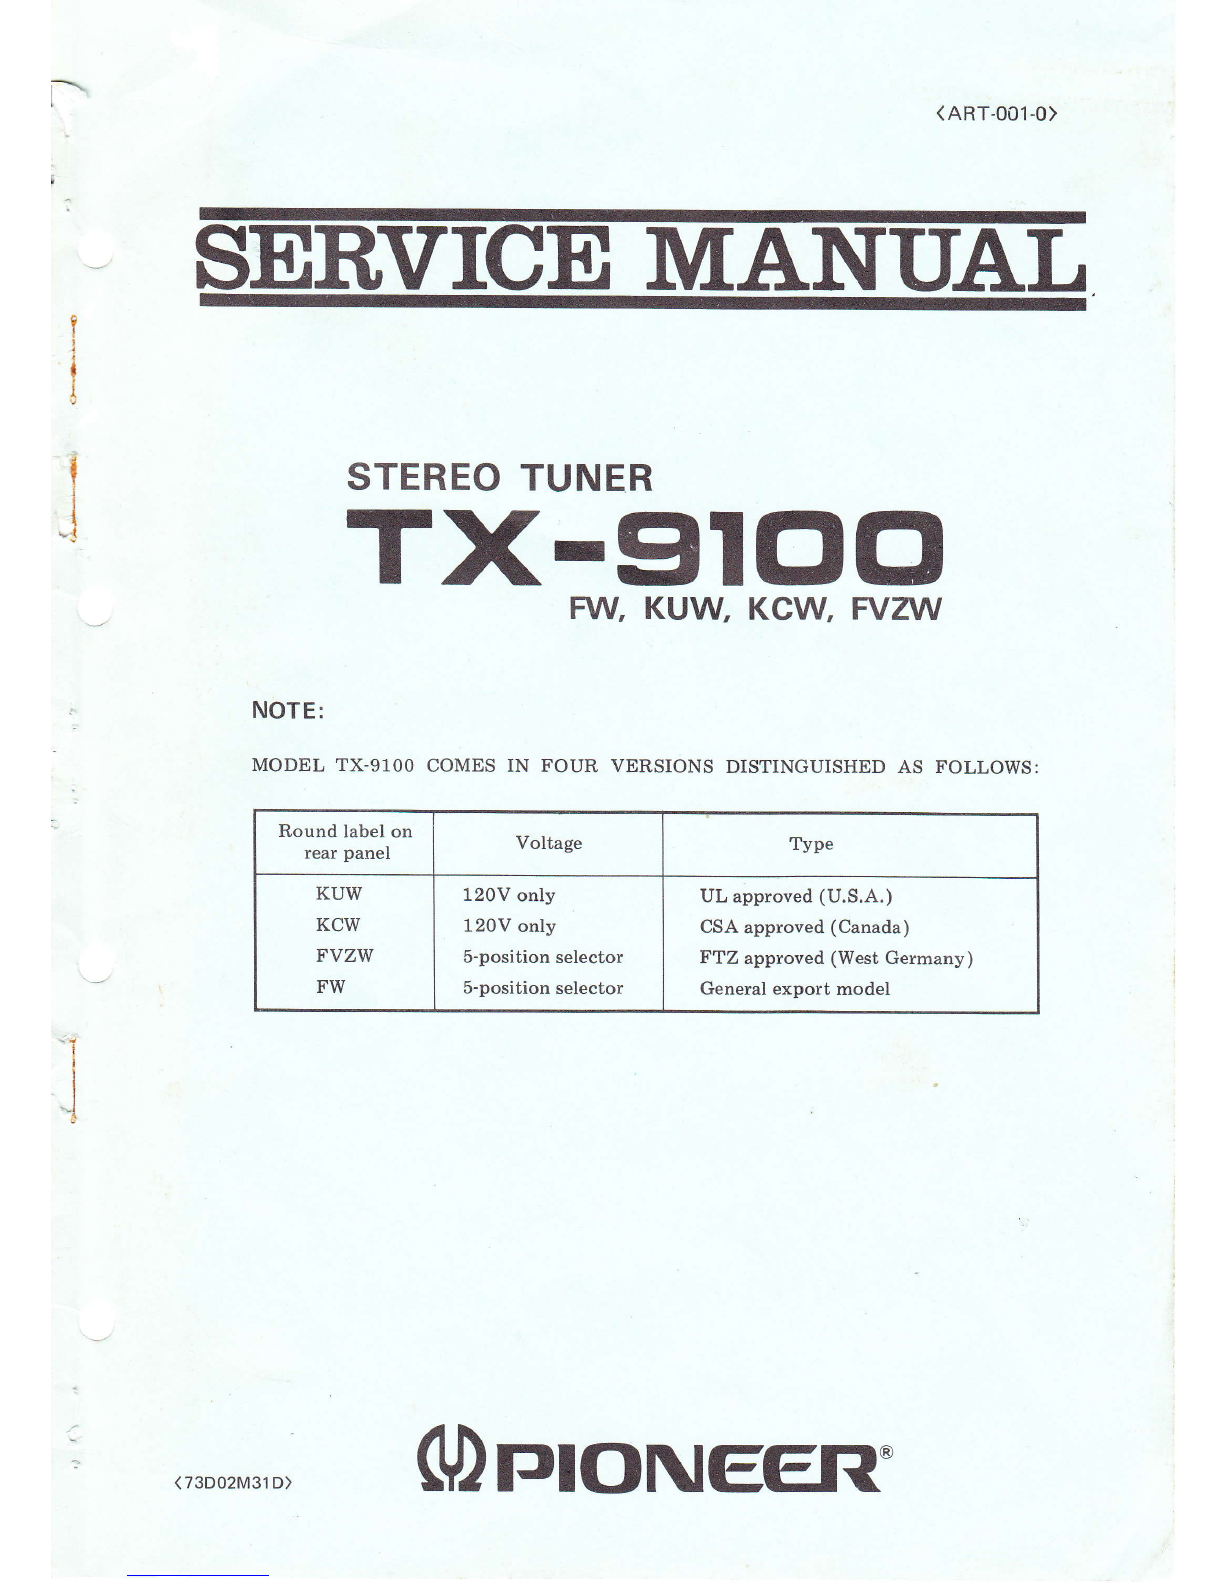 <ART-001-0>
SERVICE MANUAL
STEREO TUNER
TX-9100
FW, KUW, KCW, FVZW
NOTE:
MODEL TX-9100 COMES IN FOUR VERSIONS DISTINGUISHED AS FOLLOWS:
Round label on rear panel Voltage Type
KUW 120V only UL approved (U.S.A.)
KCW 120V only CSA approved (Canada)
FVZW 5-position selector FTZ approved (West Germany)
FW 5-position selector General export model
PIONEER®
<73D02M31D>